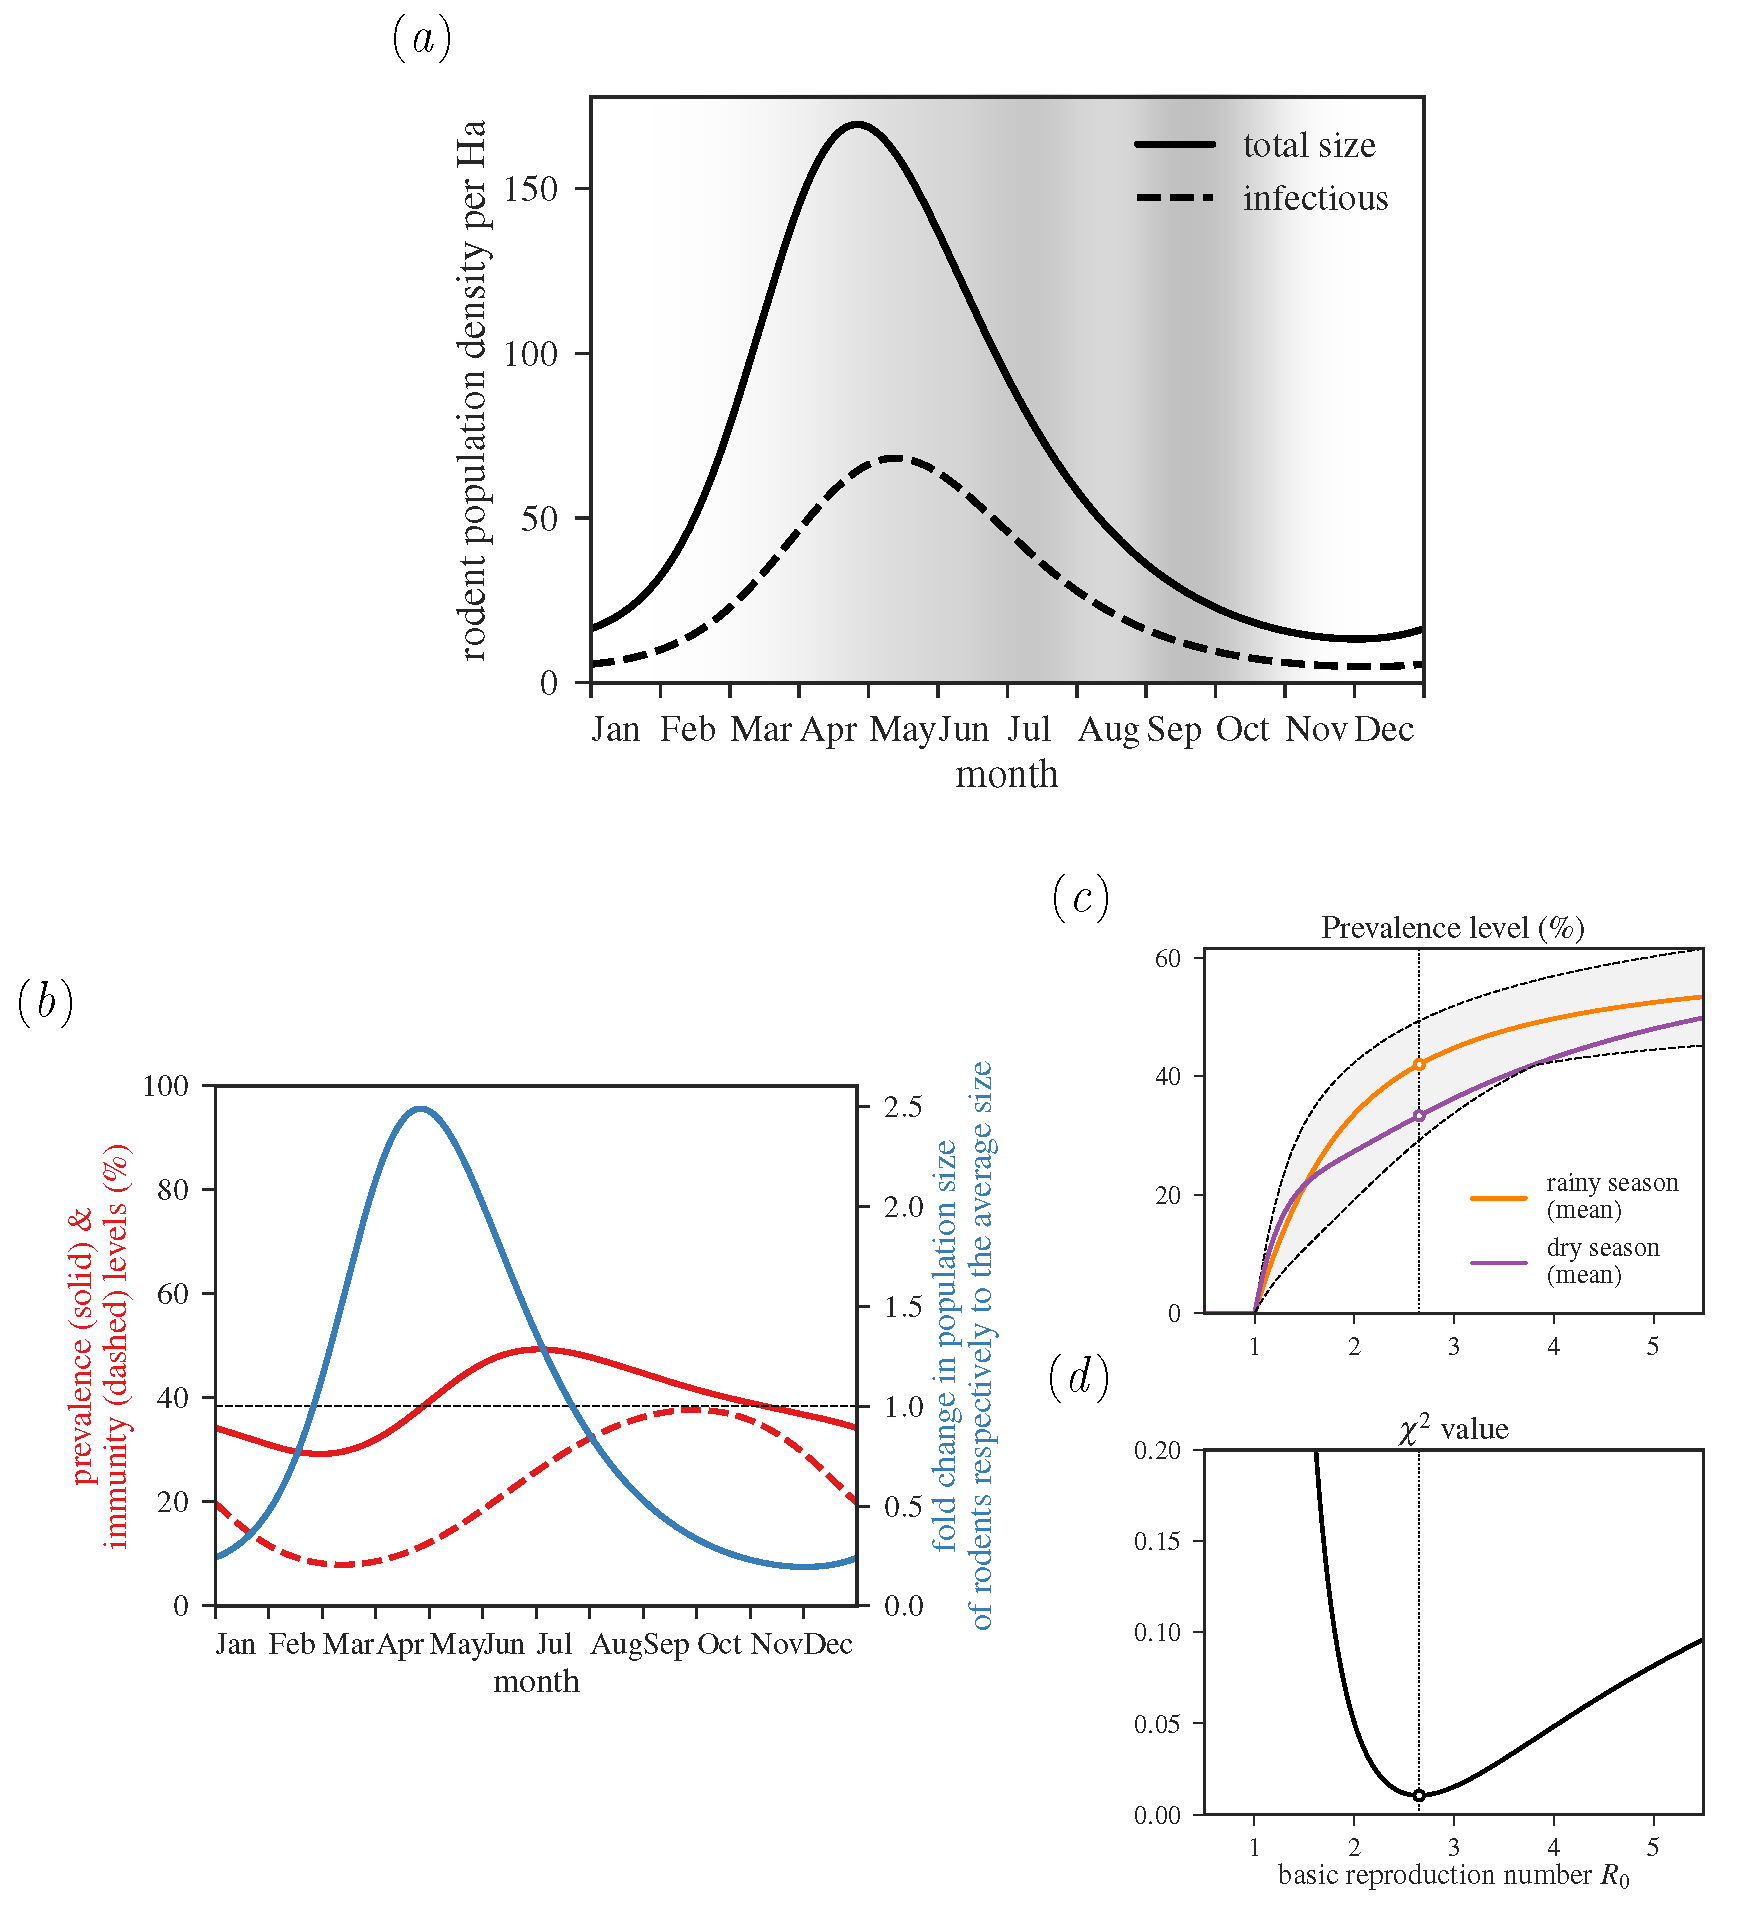 (a)
rodent population density per Ha
150
100
50
0
total size
infectious
Jan Feb Mar Apr May Jun Jul Aug Sep Oct Nov Dec
month
(b)
prevalence (solid) &
immunity (dashed) levels (%)
100
80
60
40
20
0
2.5
2.0
1.5
1.0
0.5
0.0
fold change in population size
of rodents respectively to the average size
Jan Feb Mar Apr May Jun Jul Aug Sep Oct Nov Dec
month
(c)
Prevalence level (%)
60
40
20
0
rainy season
(mean)
dry season
(mean)
1 2 3 4 5
(d)
χ² value
0.20
0.15
0.10
0.05
0.00
1 2 3 4 5
basic reproduction number R₀